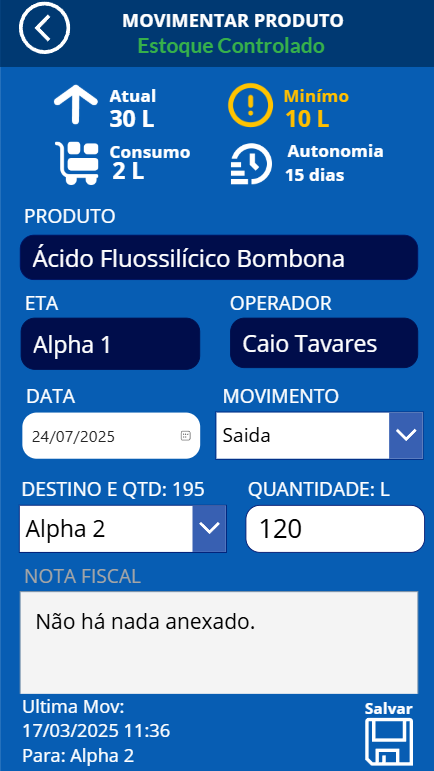 MOVIMENTAR PRODUTO
Estoque Controlado
Atual
30 L
Minímo
10 L
Consumo
2 L
Autonomia
15 dias
PRODUTO
Ácido Fluossilícico Bombona
ETA
OPERADOR
Alpha 1
Caio Tavares
DATA
MOVIMENTO
24/07/2025
Saida
DESTINO E QTD: 195
QUANTIDADE: L
Alpha 2
120
NOTA FISCAL
Não há nada anexado.
Ultima Mov:
17/03/2025 11:36
Para: Alpha 2
Salvar